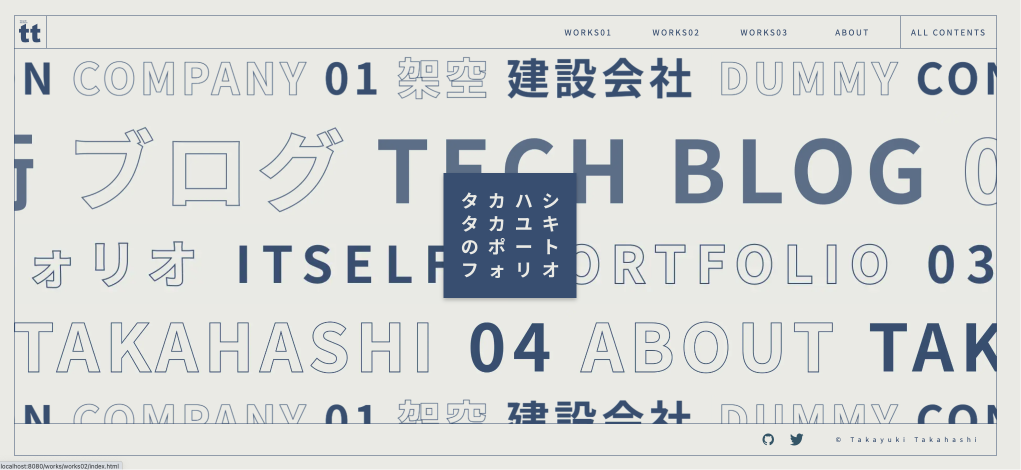 tt
WORKS01 WORKS02 WORKS03 ABOUT ALL CONTENTS
N COMPANY 01 架空 建設会社 DUMMY CON
ブログ TECH BLOG 0
ォリオ ITSELF PORTFOLIO 03
TAKAHASHI 04 ABOUT TAK
タカハシ
タカユキ
のポート
フォリオ
N COMPANY 01 架空 建設会社 DUMMY CON
© Takayuki Takahashi
localhost:8080/works/works02/index.html